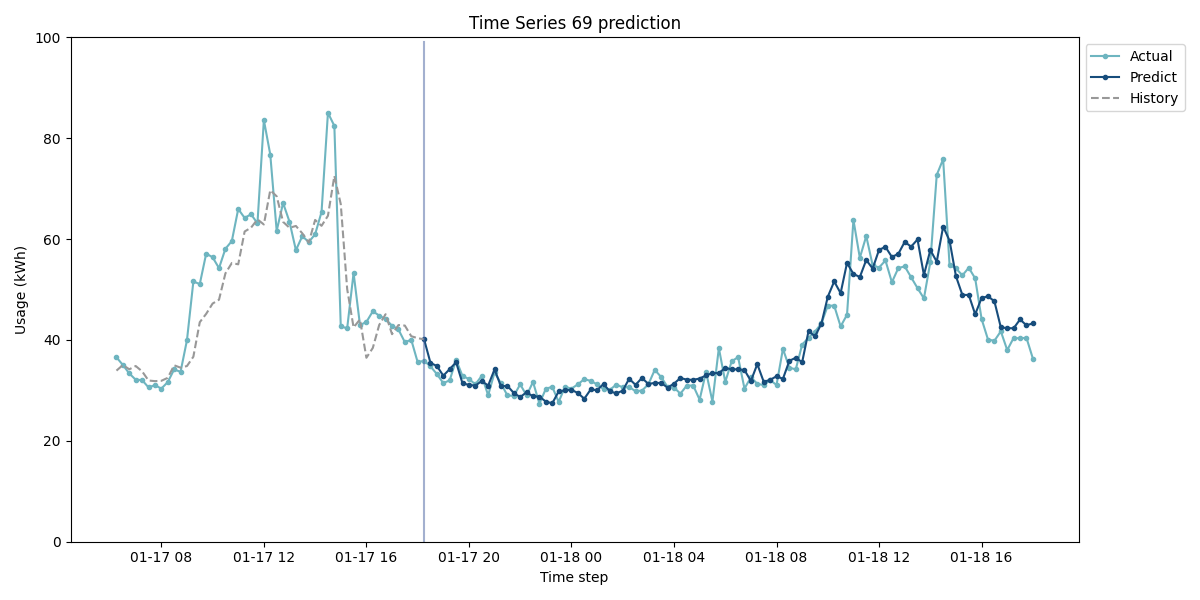 Time Series 69 prediction
Actual
Predict
History
Usage (kWh)
100
80
60
40
20
0
01-17 08
01-17 12
01-17 16
01-17 20
01-18 00
01-18 04
01-18 08
01-18 12
01-18 16
Time step